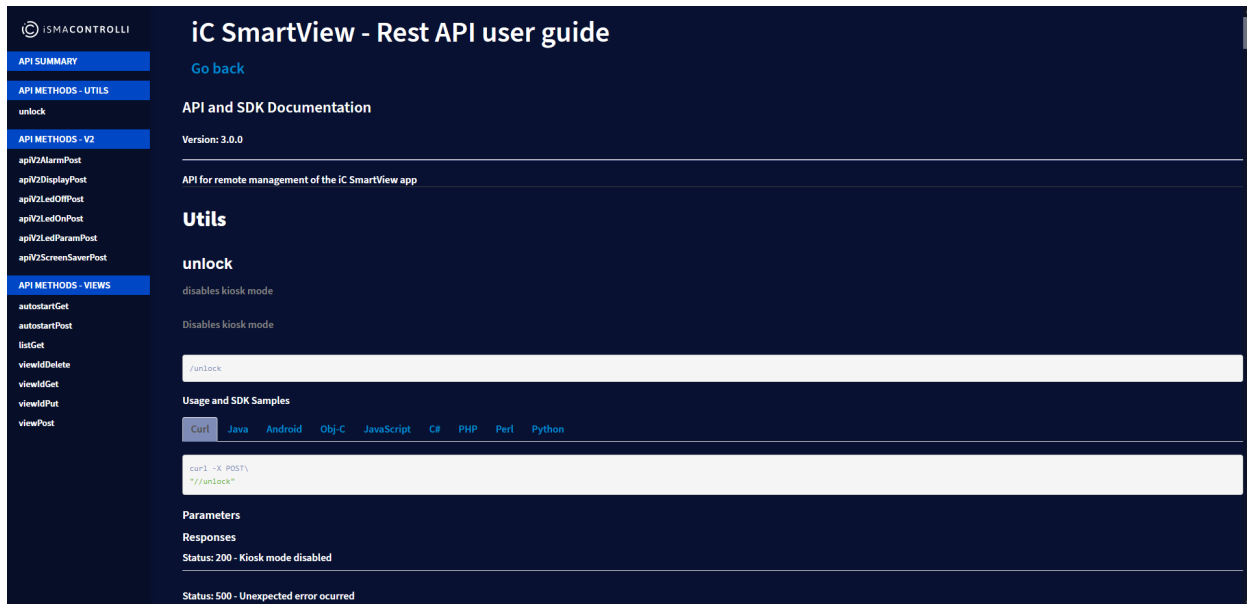 iSMACONTROLLI
API SUMMARY
API METHODS - UTILS
unlock
API METHODS - V2
apiV2AlarmPost
apiV2DisplayPost
apiV2LedOffPost
apiV2LedOnPost
apiV2LedParamPost
apiV2ScreenSaverPost
API METHODS - VIEWS
autostartGet
autostartPost
listGet
viewIdDelete
viewIdGet
viewIdPut
viewPost
iC SmartView - Rest API user guide
Go back
API and SDK Documentation
Version: 3.0.0
API for remote management of the iC SmartView app
Utils
unlock
disables kiosk mode
Disables kiosk mode
/unlock
Usage and SDK Samples
Curl Java Android Obj-C JavaScript C# PHP Perl Python
curl -X POST\
"//unlock"
Parameters
Responses
Status: 200 - Kiosk mode disabled
Status: 500 - Unexpected error ocurred